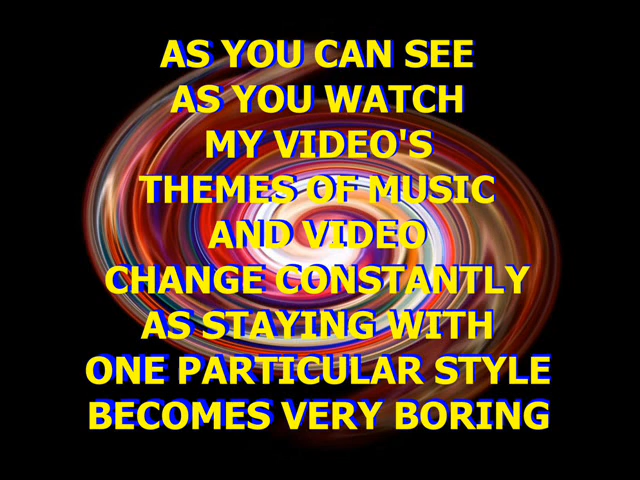 AS YOU CAN SEE
AS YOU WATCH
MY VIDEO'S
THEMES OF MUSIC
AND VIDEO
CHANGE CONSTANTLY
AS STAYING WITH
ONE PARTICULAR STYLE
BECOMES VERY BORING